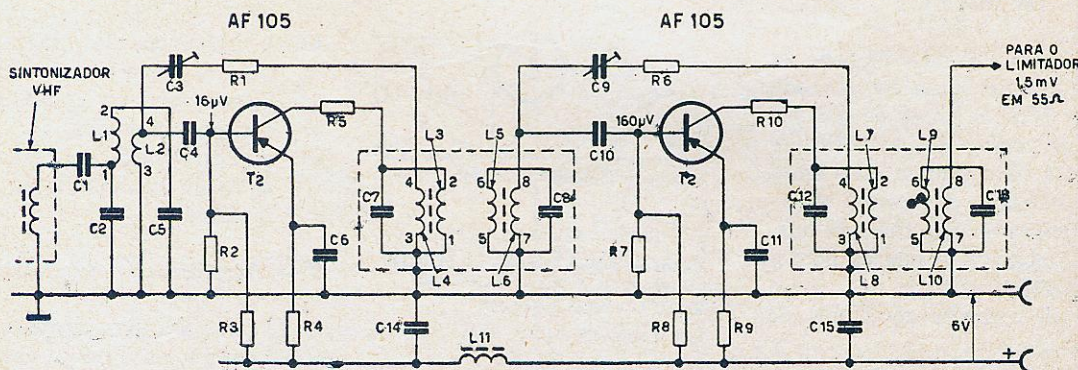 AF 105
AF 105
SINTONIZADOR
VHF
PARA O
LIMITADOR
1,5mV
EM 55Ω
C3
R1
C9
R6
2
4
16µV
160µV
L1
L2
1
3
C1
C4
R5
L3
L5
C10
R10
L7
L9
T2
T2
C2
C5
C7
4
2
6
8
C8
C12
4
2
6
8
C13
R2
C6
3
1
5
7
R7
C11
3
1
5
7
L4
L6
L8
L10
R3
R4
C14
L11
R8
R9
C15
6V
-
+